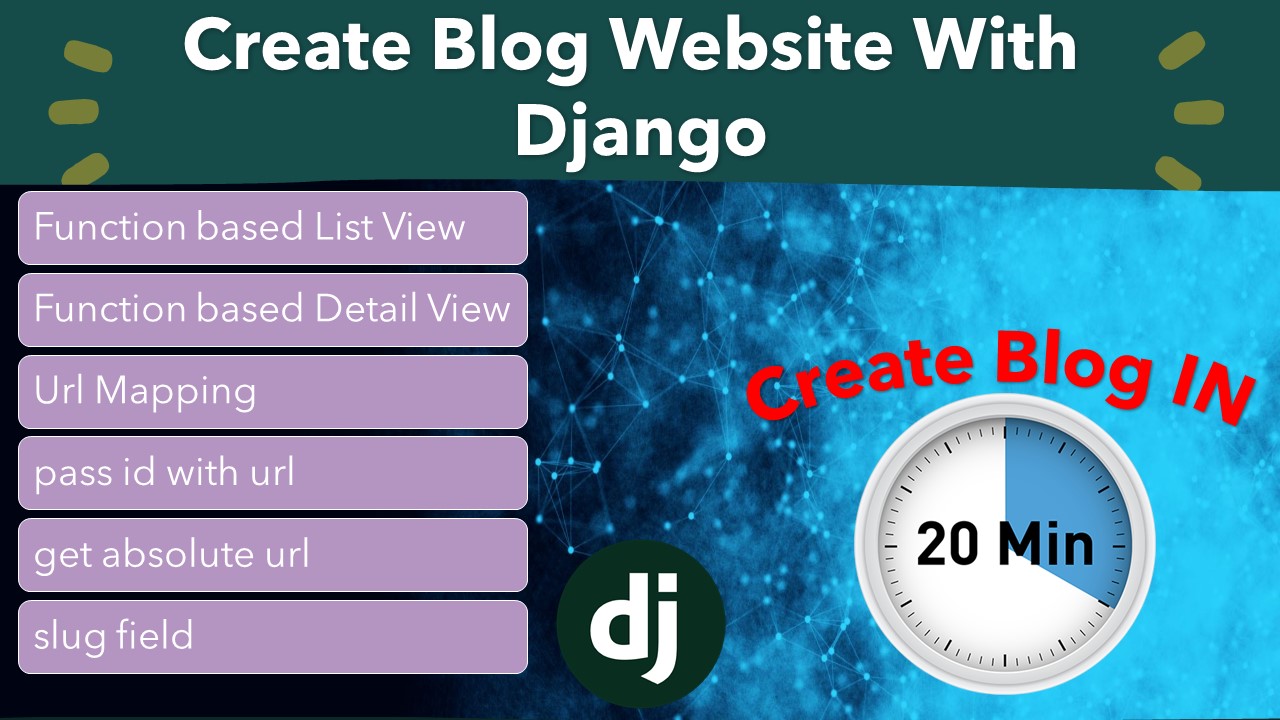 Create Blog Website With
Django
Function based List View
Function based Detail View
Url Mapping
pass id with url
get absolute url
slug field
Create Blog IN
20 Min
dj